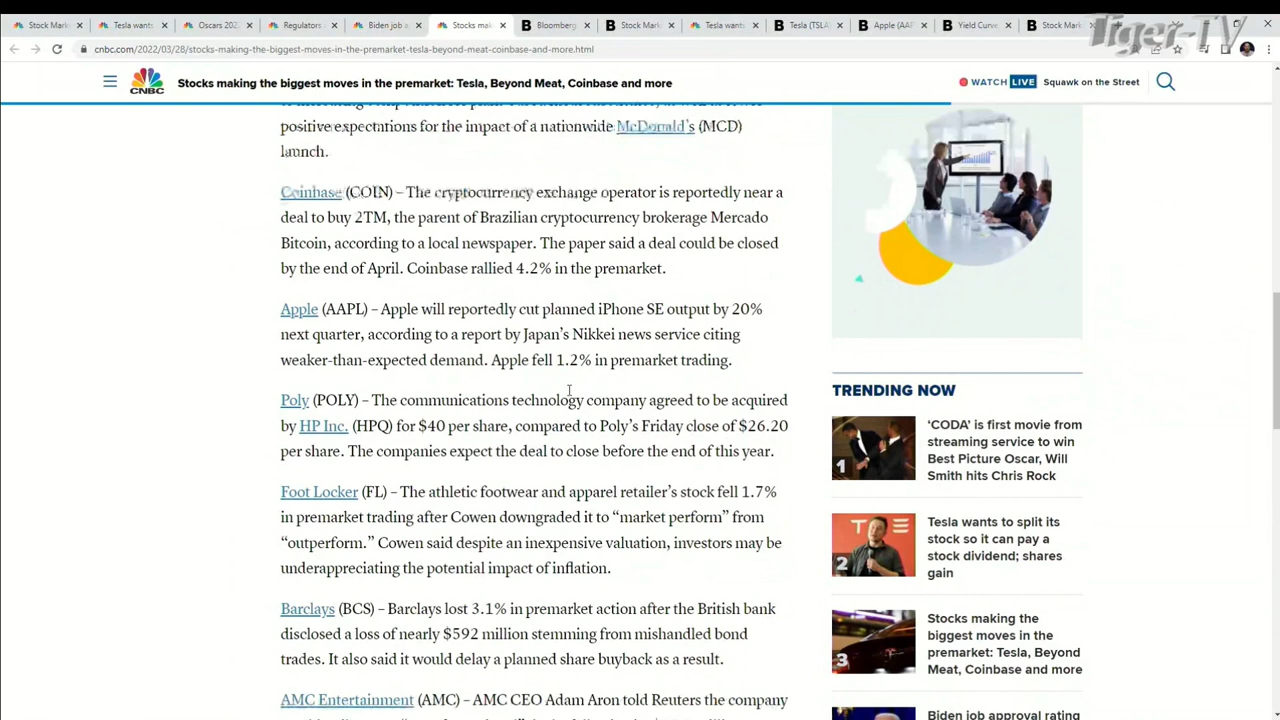 Stock Mark
Tesla wants
Oscars 202
Regulators
Biden job a
Stocks mak
Bloomberg
Stock Mark
Tesla wants
Tesla (TSLA
Apple (AAP
Yield Curve
Stock Mar
Tiger-TV
cnbc.com/2022/03/28/stocks-making-the-biggest-moves-in-the-premarket-tesla-beyond-meat-coinbase-and-more.html
CNBC
Stocks making the biggest moves in the premarket: Tesla, Beyond Meat, Coinbase and more
WATCH LIVE
Squawk on the Street
positive expectations for the impact of a nationwide McDonald's (MCD)
launch.
Coinbase (COIN) – The cryptocurrency exchange operator is reportedly near a
deal to buy 2TM, the parent of Brazilian cryptocurrency brokerage Mercado
Bitcoin, according to a local newspaper. The paper said a deal could be closed
by the end of April. Coinbase rallied 4.2% in the premarket.
Apple (AAPL) – Apple will reportedly cut planned iPhone SE output by 20%
next quarter, according to a report by Japan's Nikkei news service citing
weaker-than-expected demand. Apple fell 1.2% in premarket trading.
Poly (POLY) – The communications technology company agreed to be acquired
by HP Inc. (HPQ) for $40 per share, compared to Poly's Friday close of $26.20
per share. The companies expect the deal to close before the end of this year.
Foot Locker (FL) – The athletic footwear and apparel retailer's stock fell 1.7%
in premarket trading after Cowen downgraded it to “market perform” from
“outperform.” Cowen said despite an inexpensive valuation, investors may be
underappreciating the potential impact of inflation.
Barclays (BCS) – Barclays lost 3.1% in premarket action after the British bank
disclosed a loss of nearly $592 million stemming from mishandled bond
trades. It also said it would delay a planned share buyback as a result.
AMC Entertainment (AMC) – AMC CEO Adam Aron told Reuters the company
TRENDING NOW
1
‘CODA’ is first movie from
streaming service to win
Best Picture Oscar, Will
Smith hits Chris Rock
2
Tesla wants to split its
stock so it can pay a
stock dividend; shares
gain
3
Stocks making the
biggest moves in the
premarket: Tesla, Beyond
Meat, Coinbase and more
Biden job approval rating